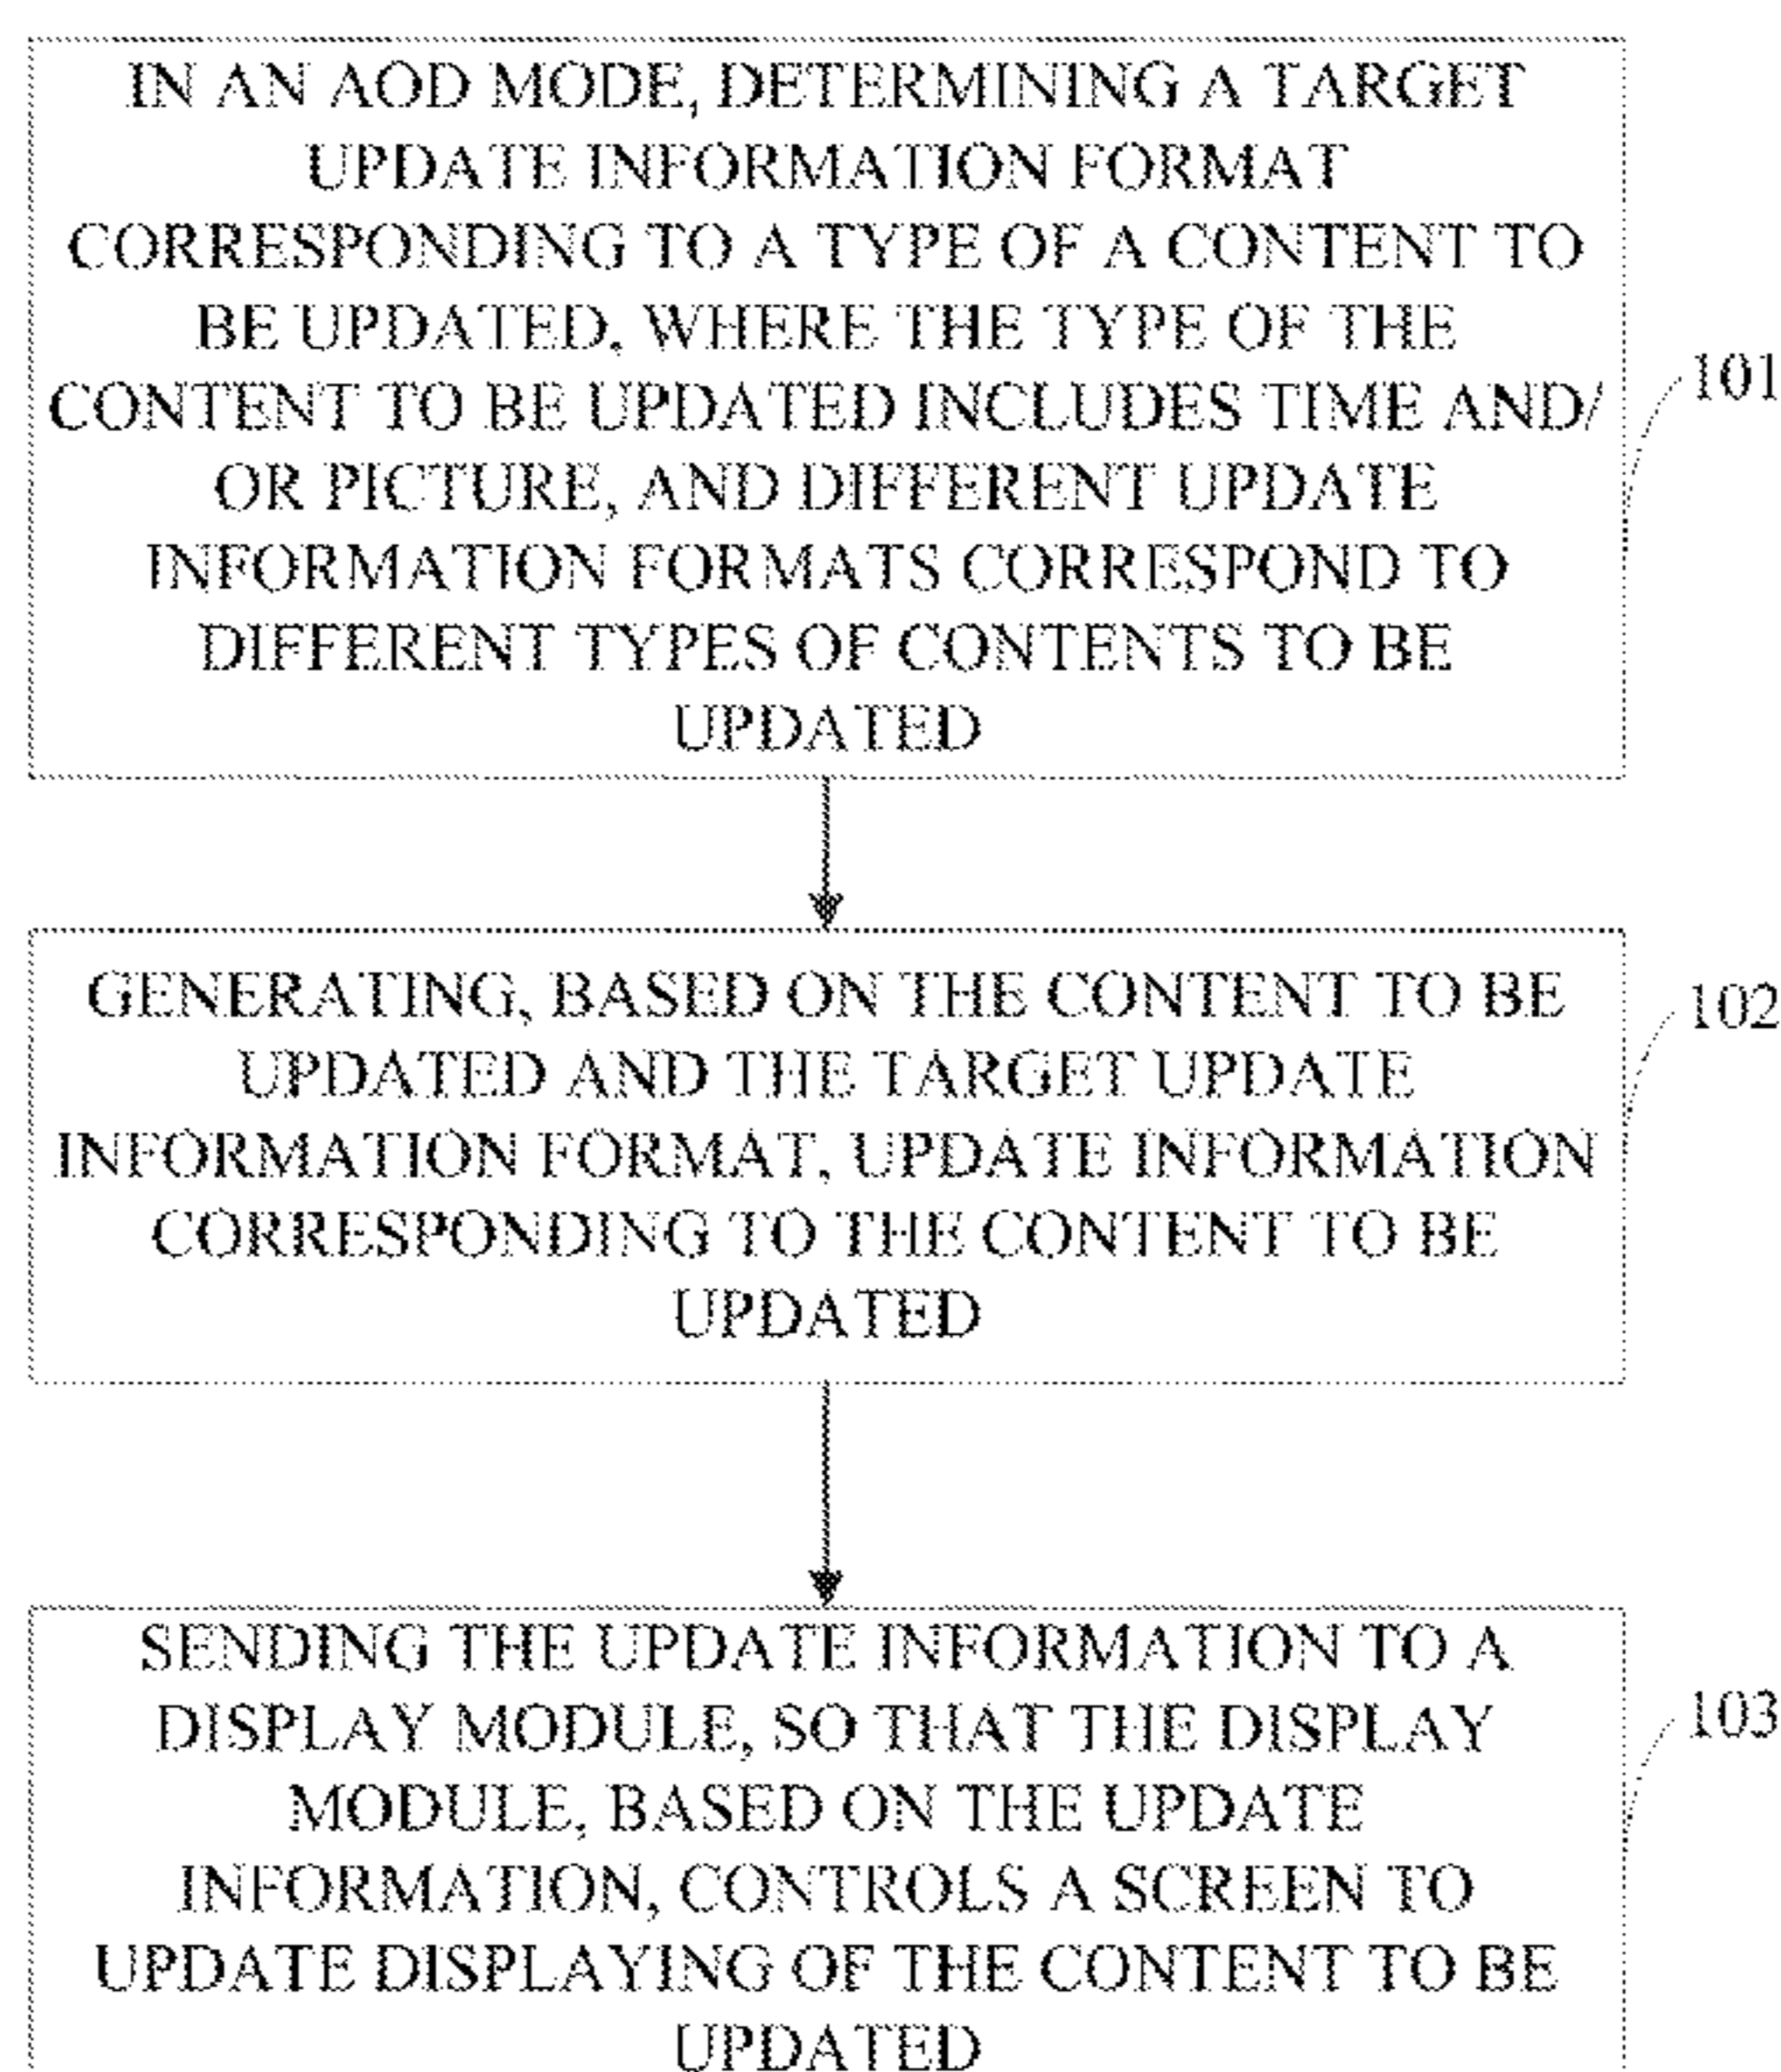 IN AN AOD MODE, DETERMINING A TARGET
UPDATE INFORMATION FORMAT
CORRESPONDING TO A TYPE OF A CONTENT TO
BE UPDATED, WHERE THE TYPE OF THE
CONTENT TO BE UPDATED INCLUDES TIME AND/
OR PICTURE, AND DIFFERENT UPDATE
INFORMATION FORMATS CORRESPOND TO
DIFFERENT TYPES OF CONTENTS TO BE
UPDATED
101
GENERATING, BASED ON THE CONTENT TO BE
UPDATED AND THE TARGET UPDATE
INFORMATION FORMAT, UPDATE INFORMATION
CORRESPONDING TO THE CONTENT TO BE
UPDATED
102
SENDING THE UPDATE INFORMATION TO A
DISPLAY MODULE, SO THAT THE DISPLAY
MODULE, BASED ON THE UPDATE
INFORMATION, CONTROLS A SCREEN TO
UPDATE DISPLAYING OF THE CONTENT TO BE
UPDATED
103